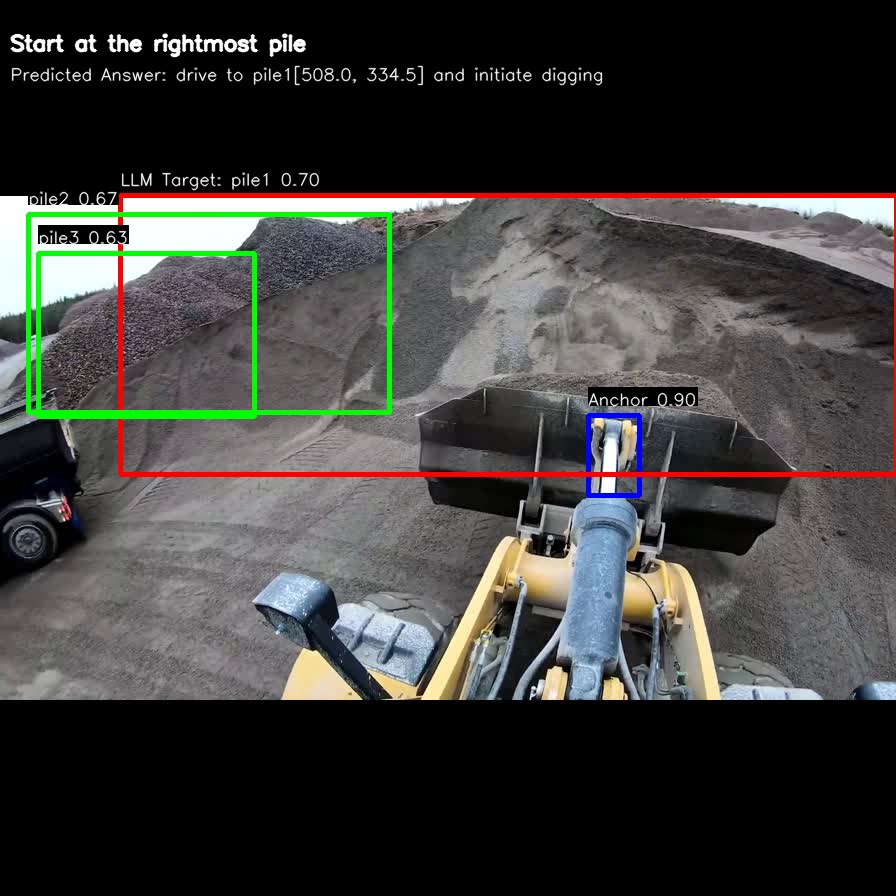 Start at the rightmost pile
Predicted Answer: drive to pile1[508.0, 334.5] and initiate digging
LLM Target: pile1 0.70
pile2 0.67
pile3 0.63
Anchor 0.90